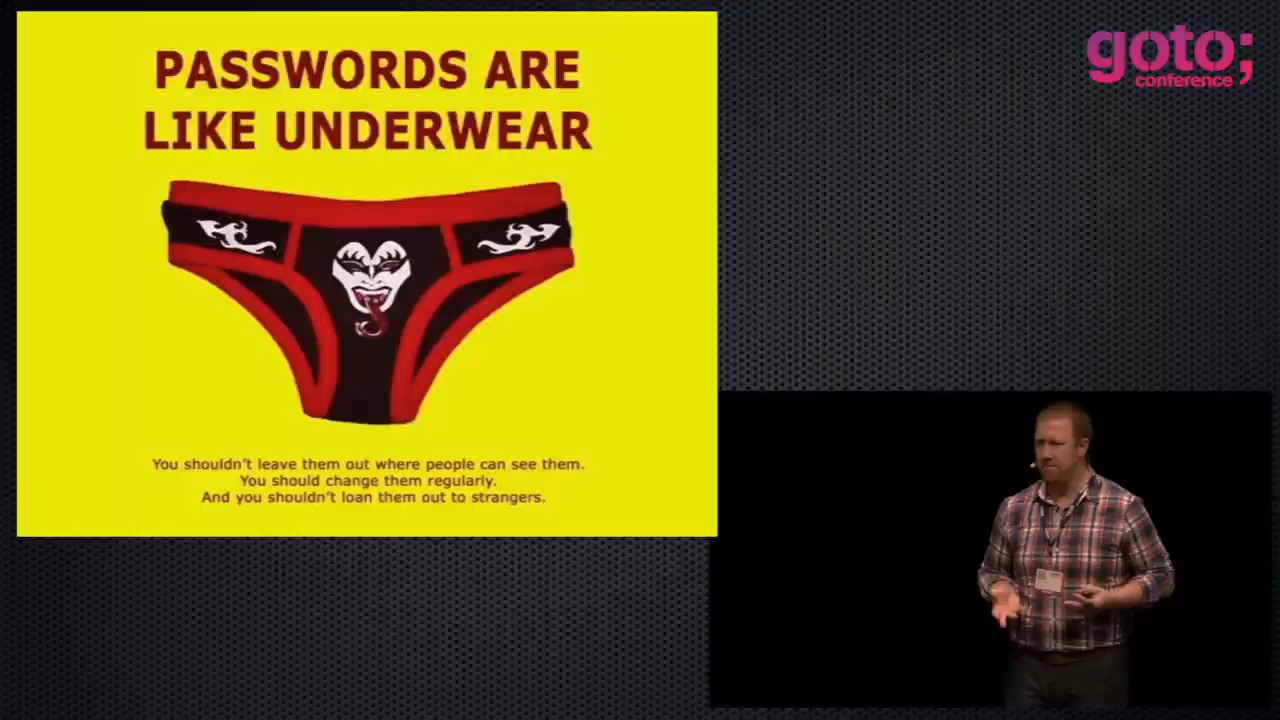 PASSWORDS ARE
LIKE UNDERWEAR
You shouldn't leave them out where people can see them.
You should change them regularly.
And you shouldn't loan them out to strangers.
goto;
conference